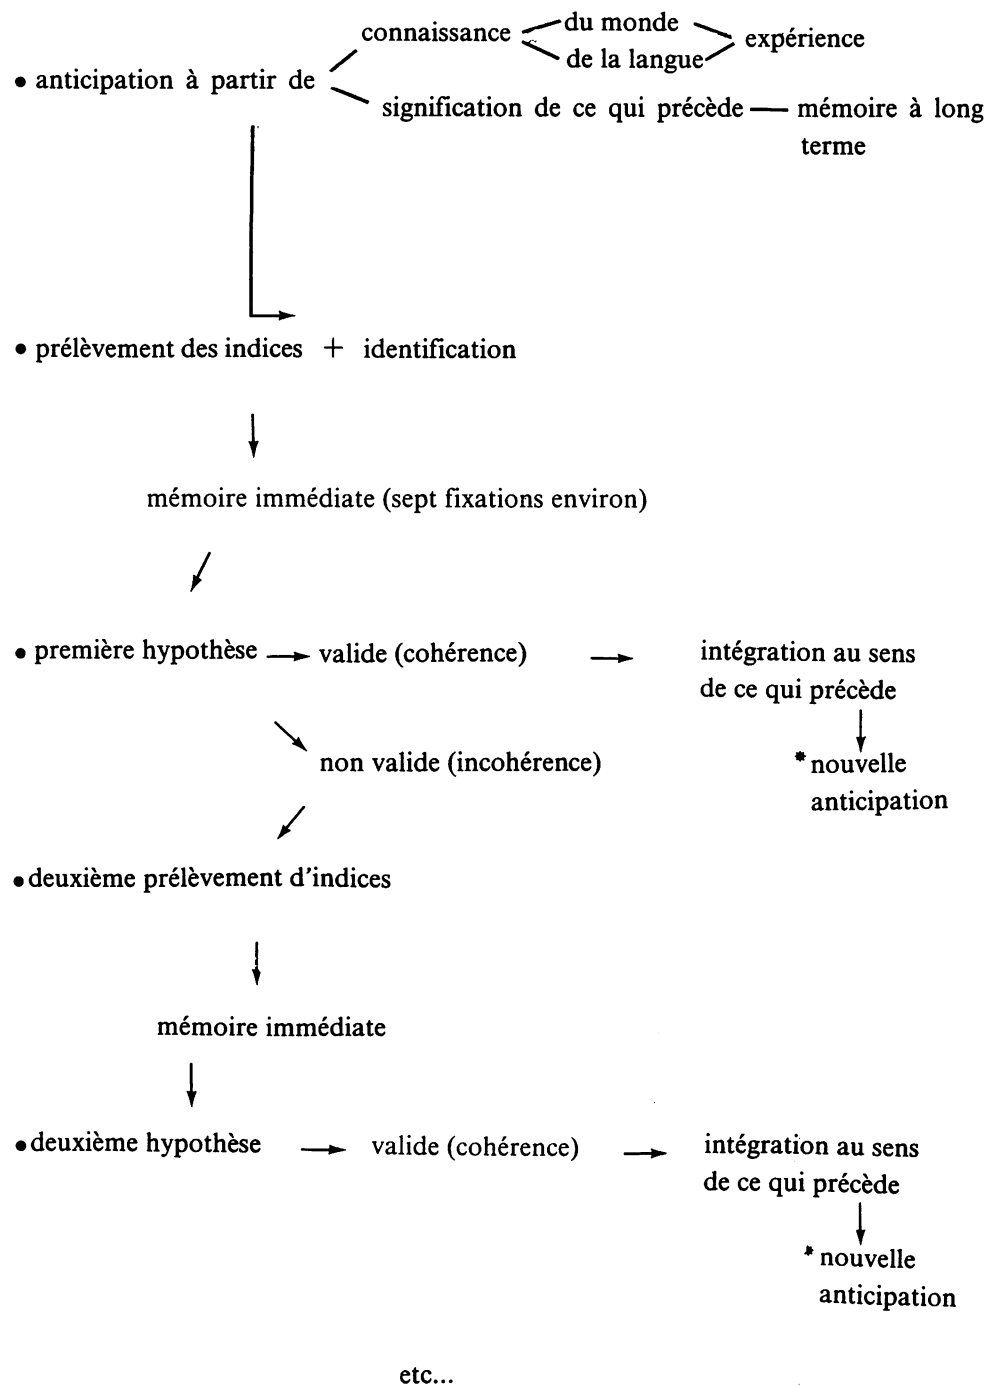 connaissance du monde expérience
de la langue
• anticipation à partir de
signification de ce qui précède — mémoire à long
terme
• prélèvement des indices + identification
mémoire immédiate (sept fixations environ)
• première hypothèse → valide (cohérence) → intégration au sens
de ce qui précède
non valide (incohérence)
* nouvelle
anticipation
• deuxième prélèvement d'indices
mémoire immédiate
• deuxième hypothèse → valide (cohérence) → intégration au sens
de ce qui précède
* nouvelle
anticipation
etc...